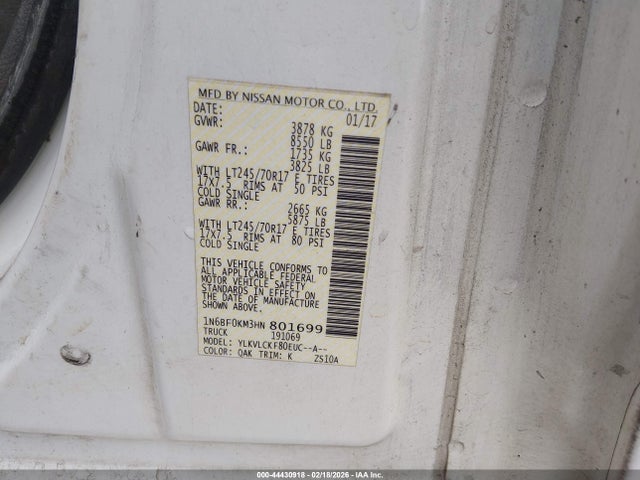 MFD BY NISSAN MOTOR CO., LTD.
DATE: 01/17
GVWR: 3878 KG
8550 LB
GAWR FR.: 1735 KG
3825 LB
WITH LT245/70R17 E TIRES
17X7.5 RIMS AT 50 PSI
COLD SINGLE
GAWR RR.: 2665 KG
5875 LB
WITH LT245/70R17 E TIRES
17X7.5 RIMS AT 80 PSI
COLD SINGLE
THIS VEHICLE CONFORMS TO
ALL APPLICABLE FEDERAL
MOTOR VEHICLE SAFETY
STANDARDS IN EFFECT ON
THE DATE OF MANUFACTURE
SHOWN ABOVE.
1N6BF0KM3HN 801699
TRUCK 191069
MODEL: YLKVLCKF80EUC--A--
COLOR: QAK TRIM: K ZS10A
000-44430918 - 02/18/2026 - IAA